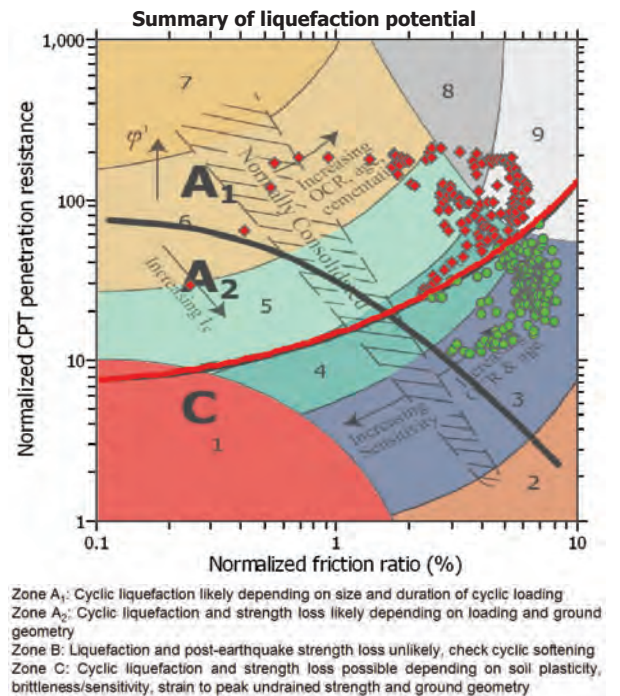 Summary of liquefaction potential
1,000
7
8
9
φ'
A1
Increasing
OCR, age
cementation
Normally Consolidated
100
6
A2
Increasing Ic
5
10
4
Increasing
OCR & age
3
C
Increasing
Sensitivity
1
2
1
0.1
1
10
Normalized CPT penetration resistance
Normalized friction ratio (%)
Zone A1: Cyclic liquefaction likely depending on size and duration of cyclic loading
Zone A2: Cyclic liquefaction and strength loss likely depending on loading and ground
geometry
Zone B: Liquefaction and post-earthquake strength loss unlikely, check cyclic softening
Zone C: Cyclic liquefaction and strength loss possible depending on soil plasticity,
brittleness/sensitivity, strain to peak undrained strength and ground geometry